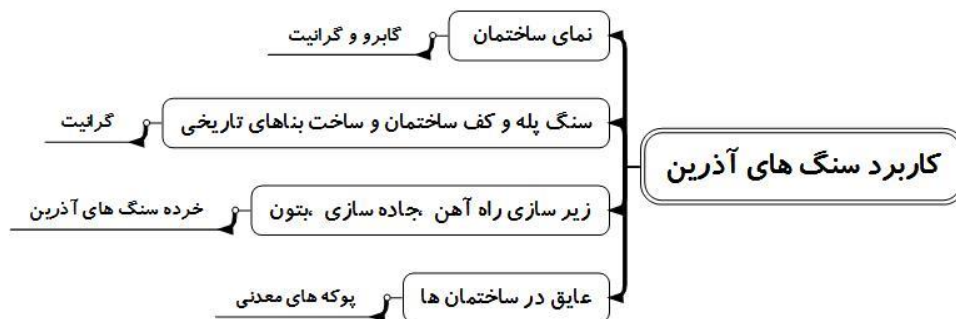 کاربرد سنگ های آذرین
نمای ساختمان
گابرو و گرانیت
سنگ پله و کف ساختمان و ساخت بناهای تاریخی
گرانیت
زیر سازی راه آهن ،جاده سازی ،بتون
خرده سنگ های آذرین
عایق در ساختمان ها
پوکه های معدنی